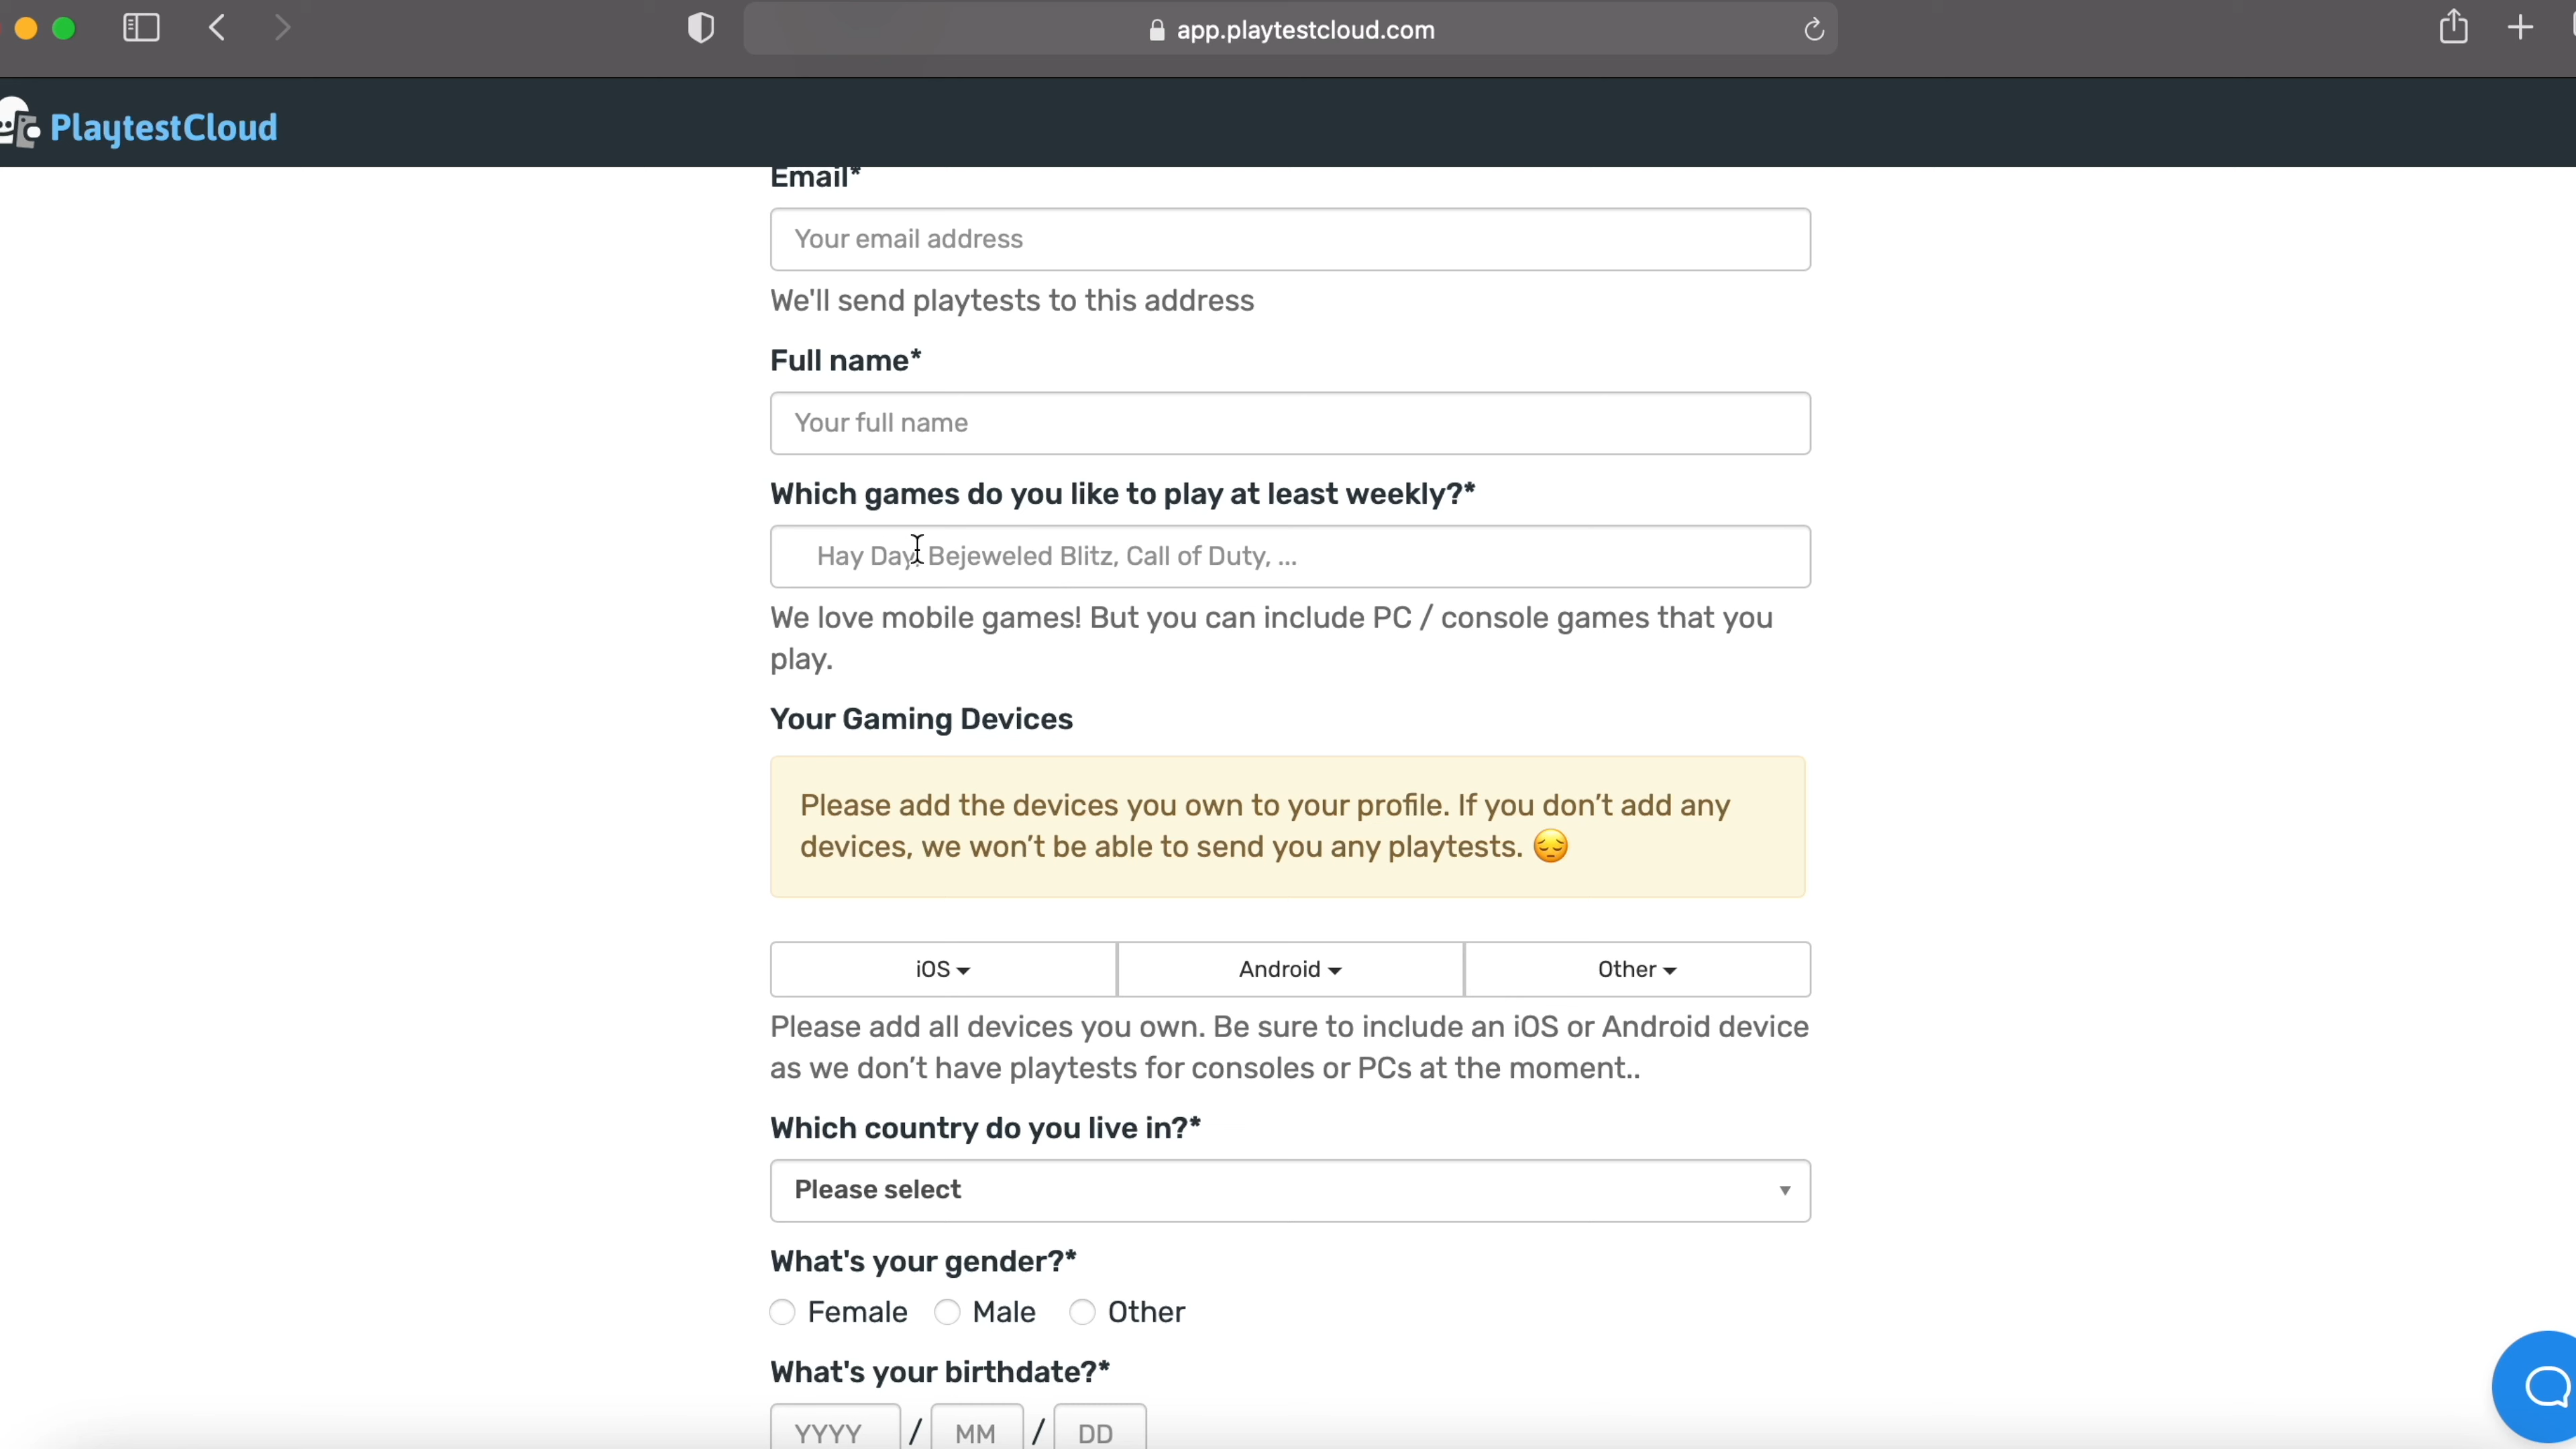 app.playtestcloud.com
PlaytestCloud
Email*
Your email address
We'll send playtests to this address
Full name*
Your full name
Which games do you like to play at least weekly?*
Hay Day, Bejeweled Blitz, Call of Duty, ...
We love mobile games! But you can include PC / console games that you
play.
Your Gaming Devices
Please add the devices you own to your profile. If you don’t add any
devices, we won’t be able to send you any playtests. 😔
iOS Android Other
Please add all devices you own. Be sure to include an iOS or Android device
as we don’t have playtests for consoles or PCs at the moment..
Which country do you live in?*
Please select
What's your gender?*
Female Male Other
What's your birthdate?*
YYYY / MM / DD